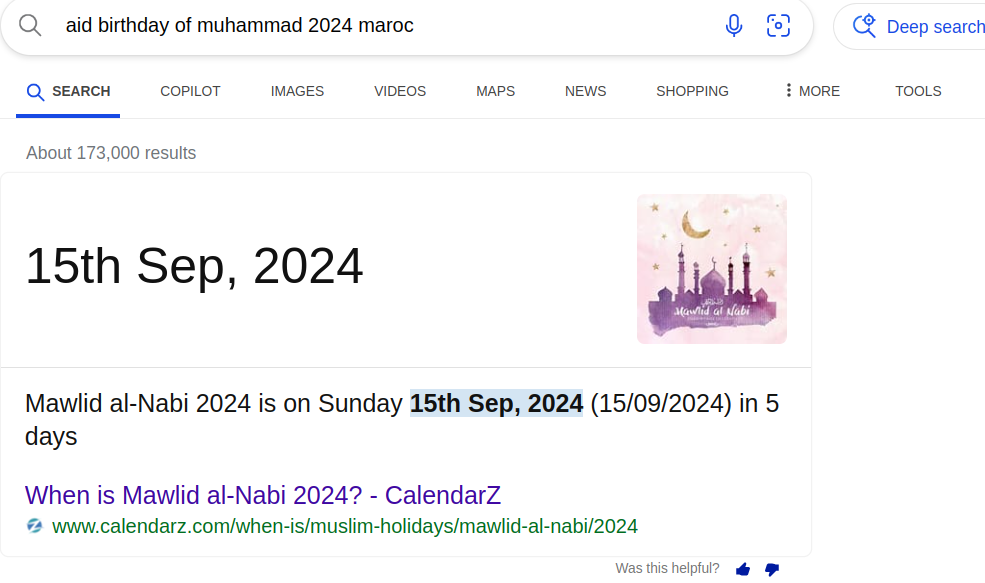 aid birthday of muhammad 2024 maroc
Deep search
SEARCH
COPILOT
IMAGES
VIDEOS
MAPS
NEWS
SHOPPING
MORE
TOOLS
About 173,000 results
15th Sep, 2024
Mawlid al Nabi
Mawlid al-Nabi 2024 is on Sunday 15th Sep, 2024 (15/09/2024) in 5
days
When is Mawlid al-Nabi 2024? - CalendarZ
www.calendarz.com/when-is/muslim-holidays/mawlid-al-nabi/2024
Was this helpful?